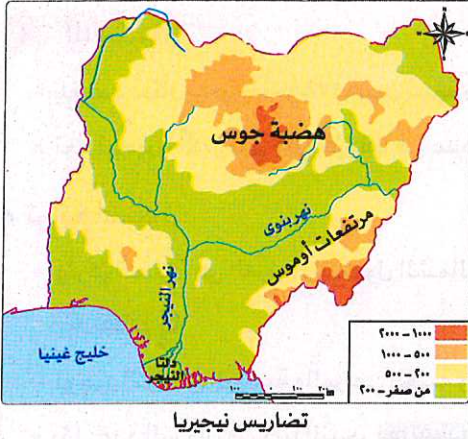 هضبة جوس
نهر بنوى
مرتفعات أوموس
نهر النيجر
خليج غينيا
دلتا
النيجر
١٠٠٠ – ٢٠٠٠
٥٠٠ – ١٠٠٠
٢٠٠ – ٥٠٠
من صفر – ٢٠٠
تضاريس نيجيريا